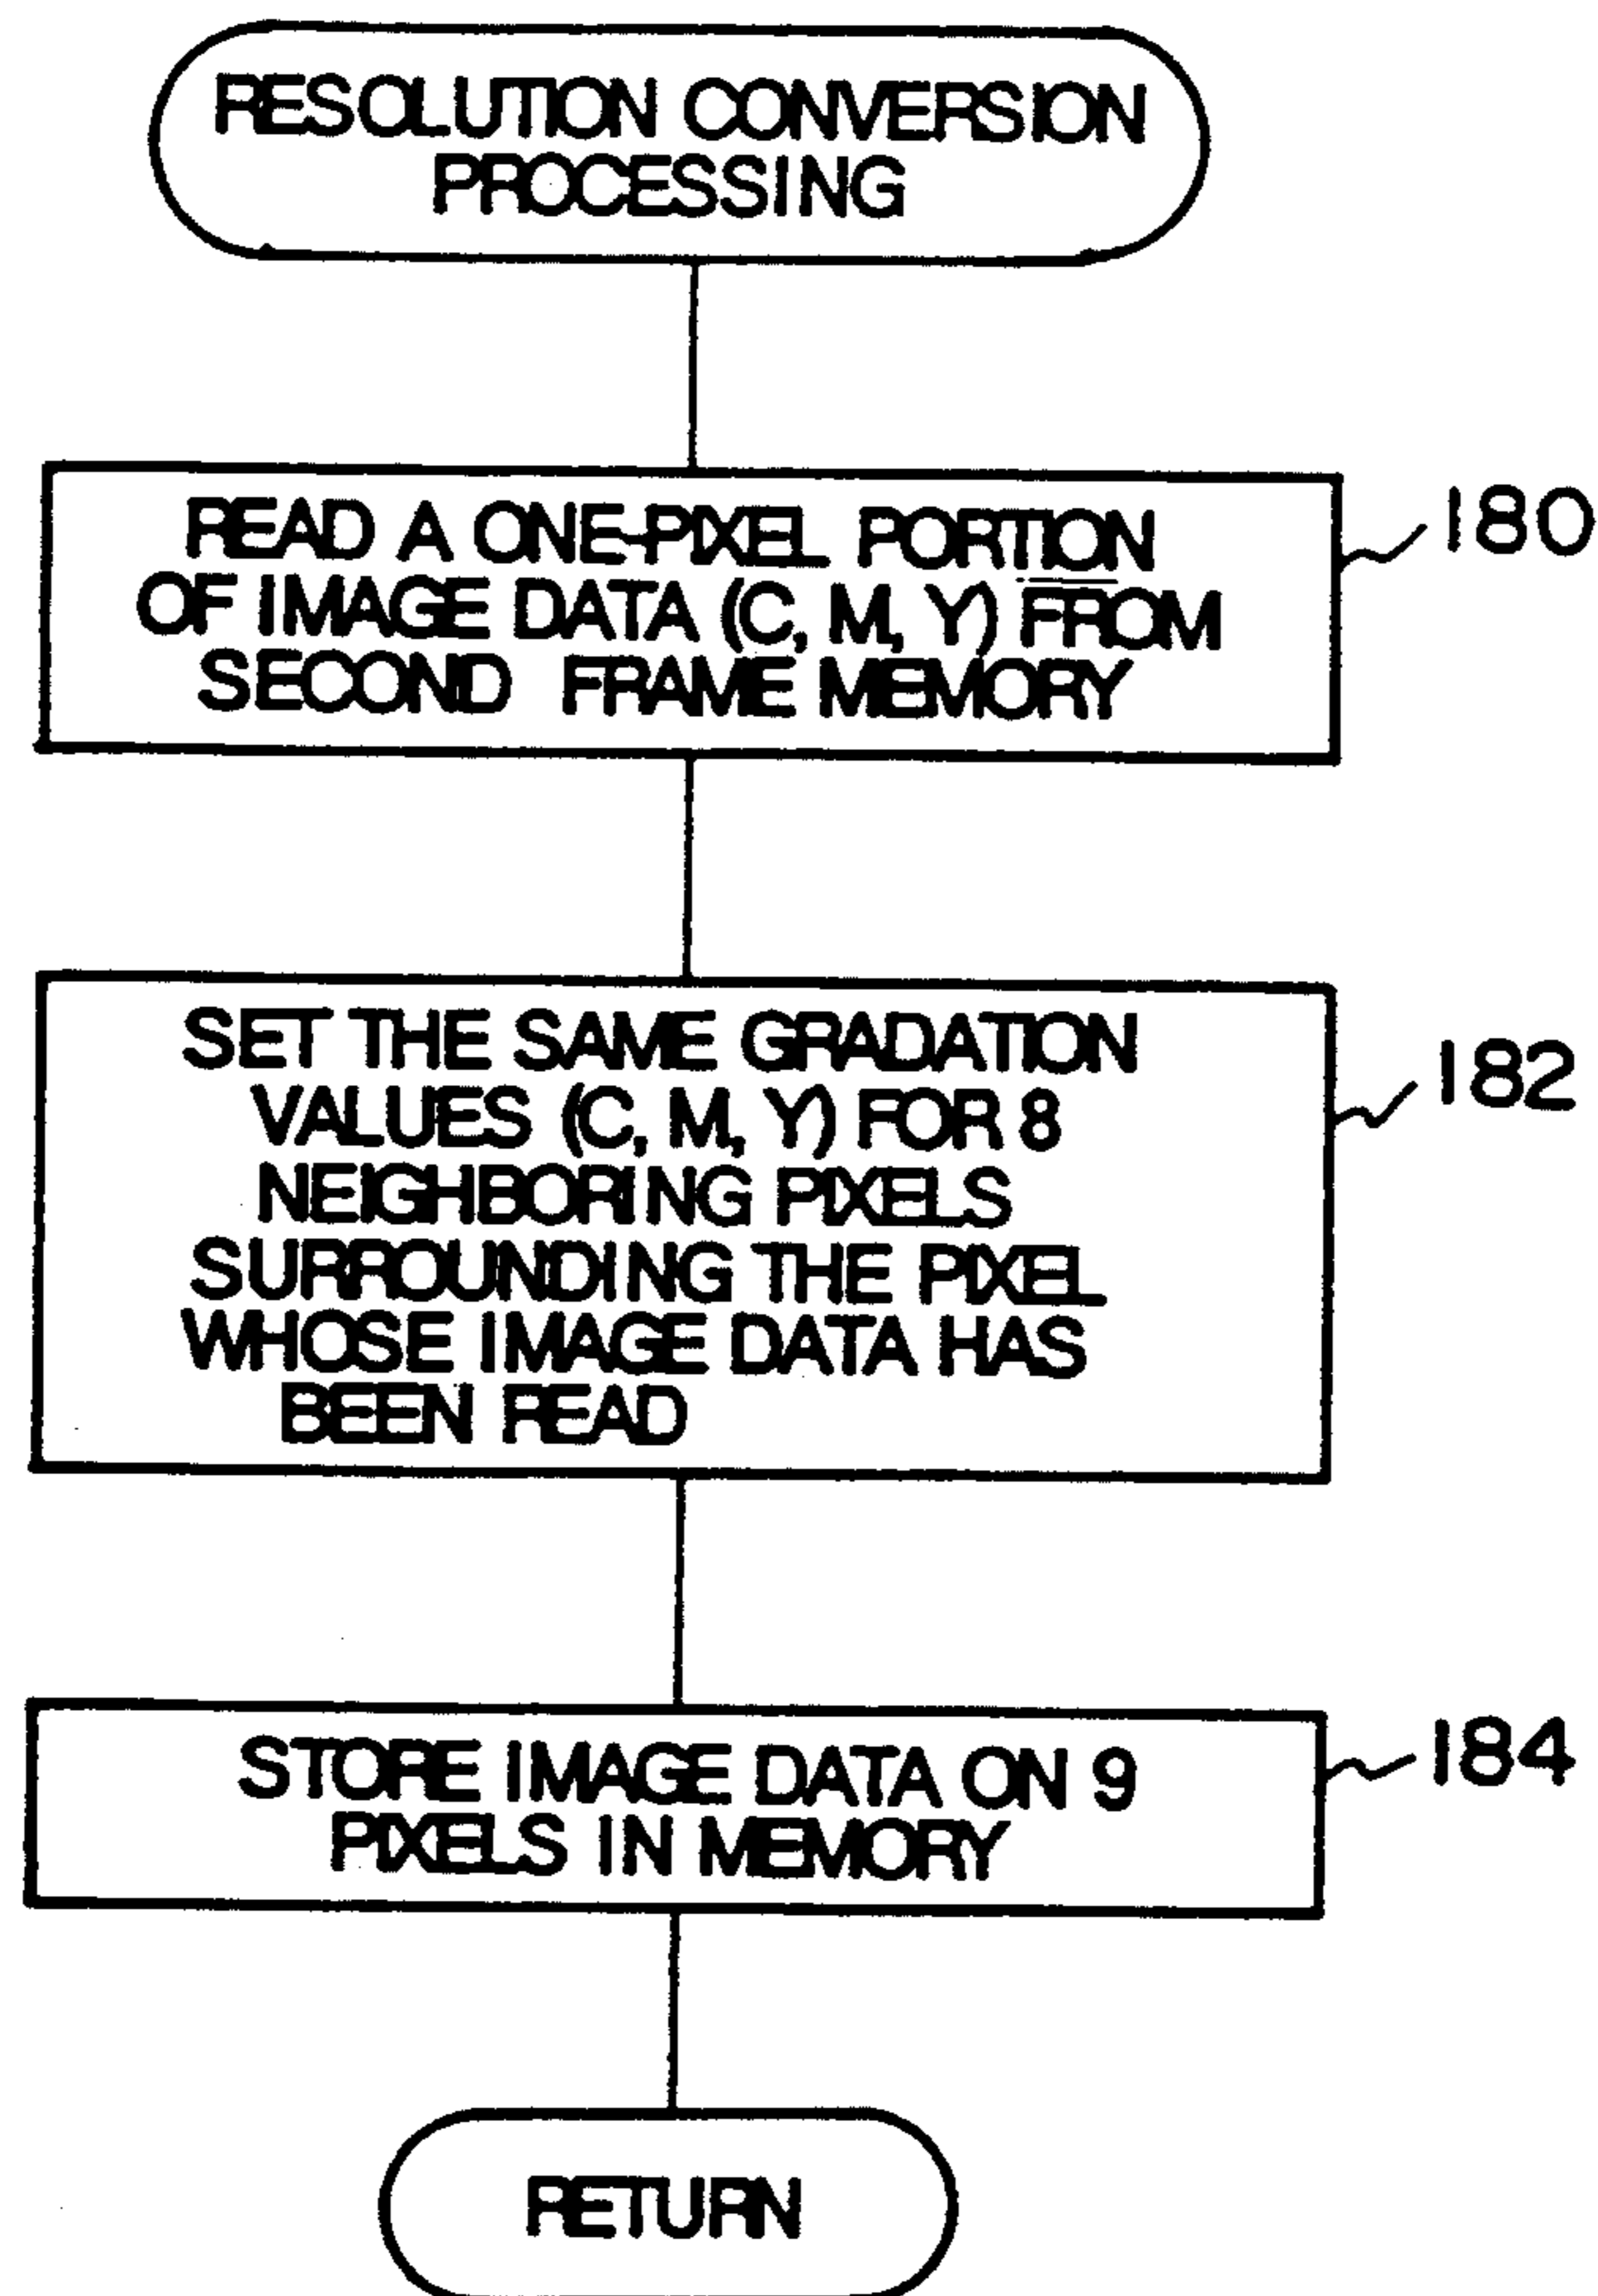 RESOLUTION CONVERSION
PROCESSING
READ A ONE-PIXEL PORTION
OF IMAGE DATA (C, M, Y) FROM
SECOND FRAME MEMORY
180
SET THE SAME GRADATION
VALUES (C, M, Y) FOR 8
NEIGHBORING PIXELS
SURROUNDING THE PIXEL
WHOSE IMAGE DATA HAS
BEEN READ
182
STORE IMAGE DATA ON 9
PIXELS IN MEMORY
184
RETURN